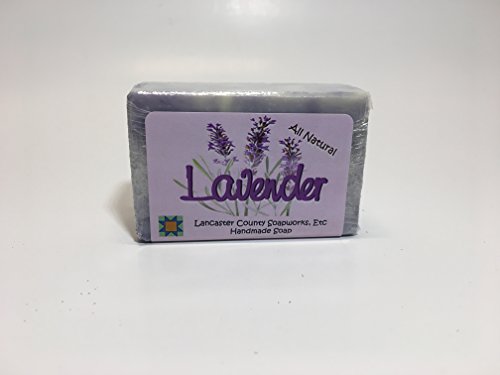 All Natural
Lavender
Lancaster County Soapworks, Etc
Handmade Soap